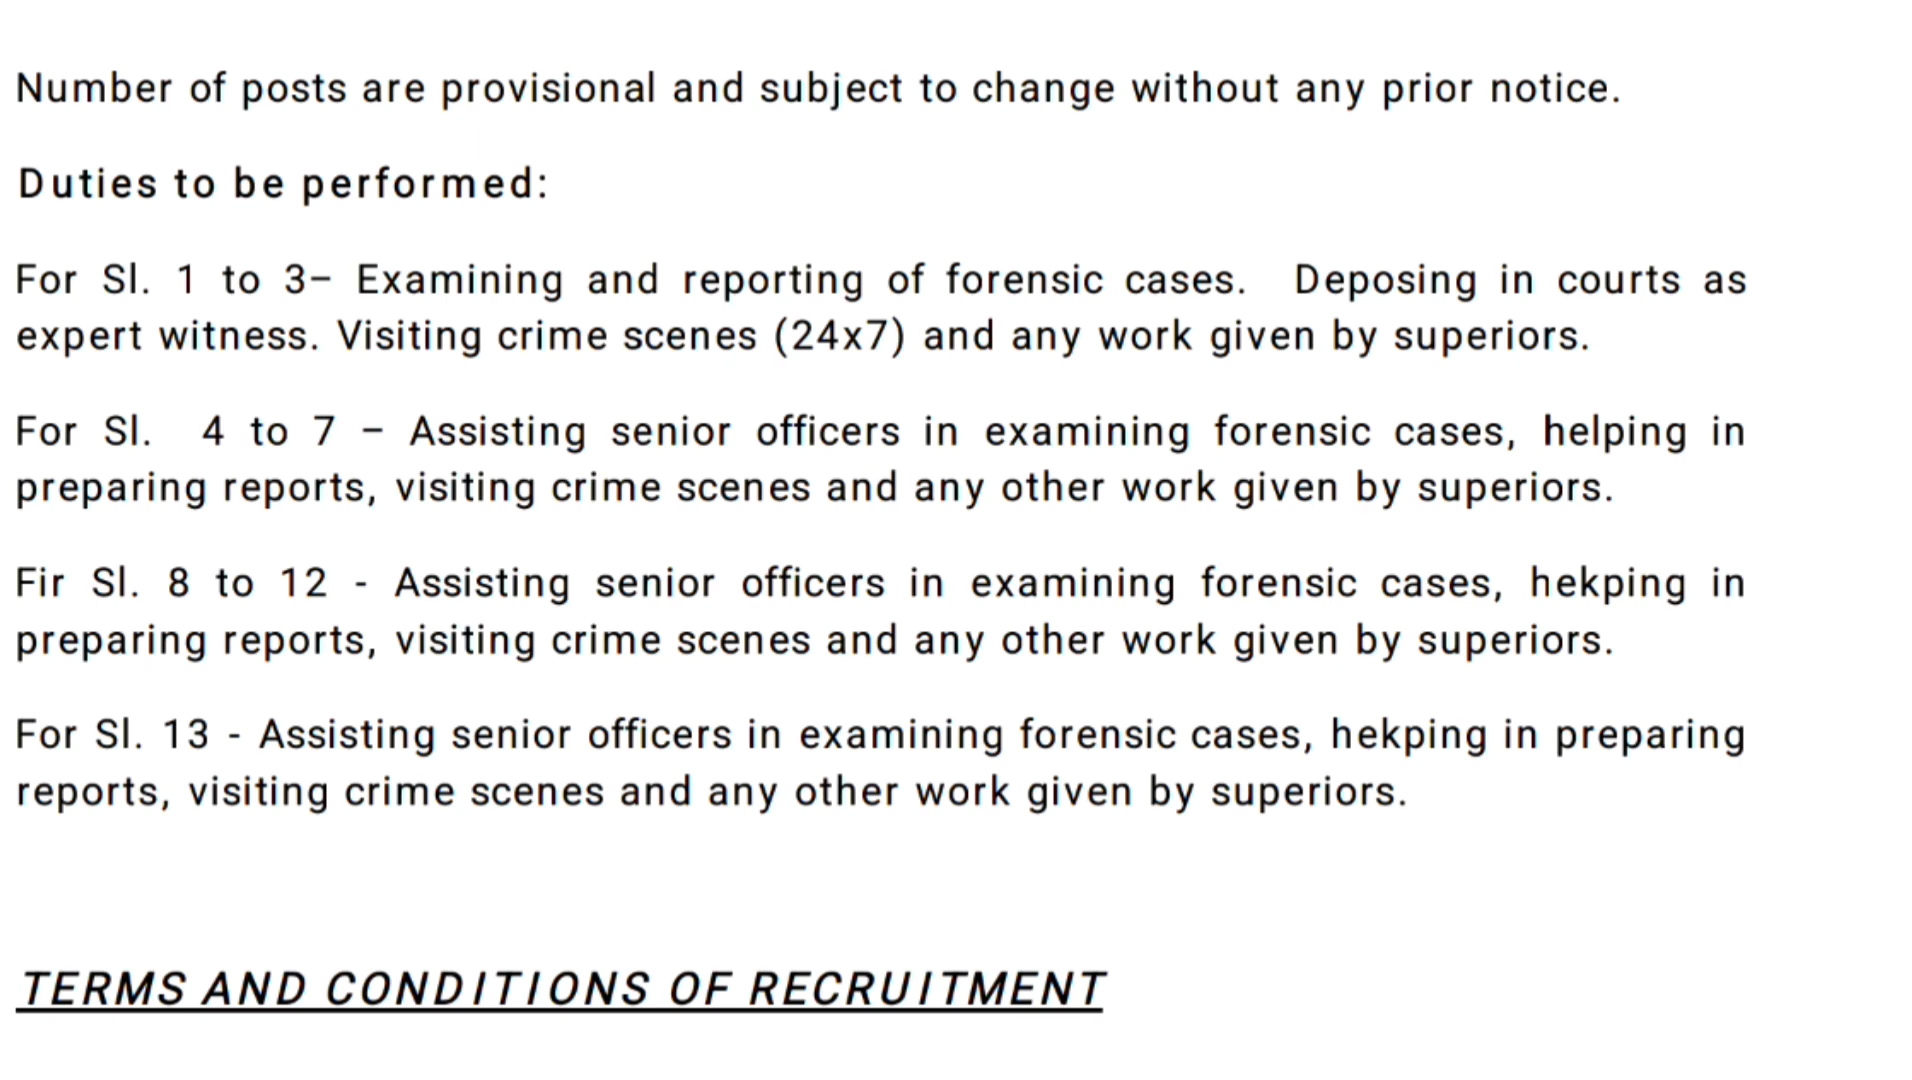 Number of posts are provisional and subject to change without any prior notice.
Duties to be performed:
For Sl. 1 to 3– Examining and reporting of forensic cases. Deposing in courts as
expert witness. Visiting crime scenes (24x7) and any work given by superiors.
For Sl. 4 to 7 – Assisting senior officers in examining forensic cases, helping in
preparing reports, visiting crime scenes and any other work given by superiors.
Fir Sl. 8 to 12 - Assisting senior officers in examining forensic cases, hekping in
preparing reports, visiting crime scenes and any other work given by superiors.
For Sl. 13 - Assisting senior officers in examining forensic cases, hekping in preparing
reports, visiting crime scenes and any other work given by superiors.
TERMS AND CONDITIONS OF RECRUITMENT